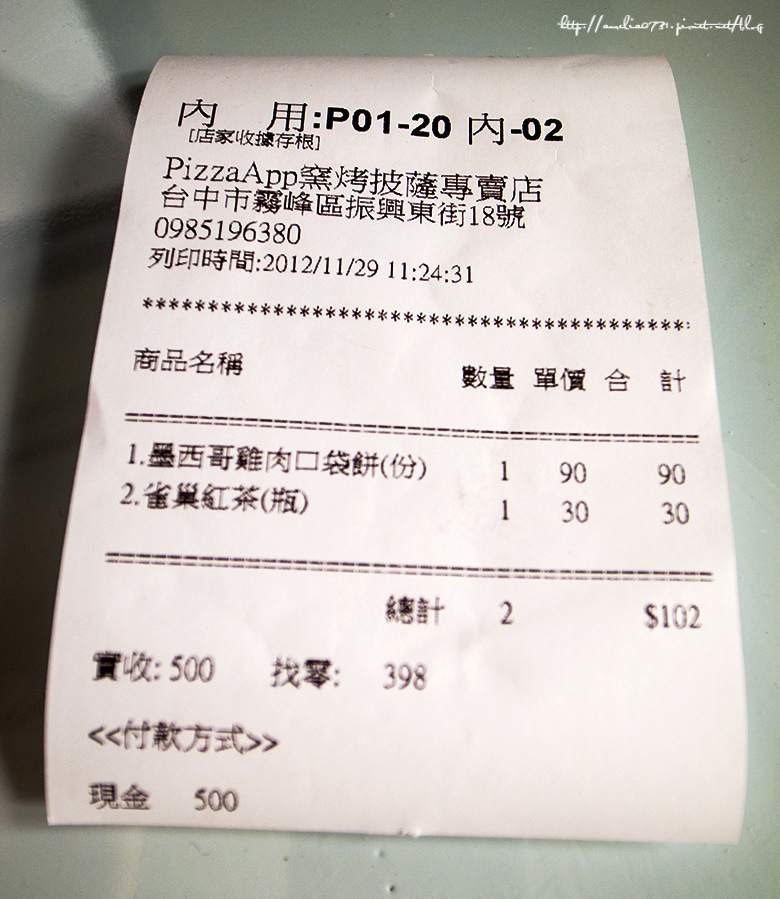 http://amelia0731.pixnet.net/blog
內 用:P01-20 內-02
[店家收據存根]
PizzaApp窯烤披薩專賣店
台中市霧峰區振興東街18號
0985196380
列印時間:2012/11/29 11:24:31
******************************************
商品名稱 數量 單價 合 計
==========================================
1.墨西哥雞肉口袋餅(份) 1 90 90
2.雀巢紅茶(瓶) 1 30 30
==========================================
總計 2 $102
實收: 500 找零: 398
<<付款方式>>
現金 500